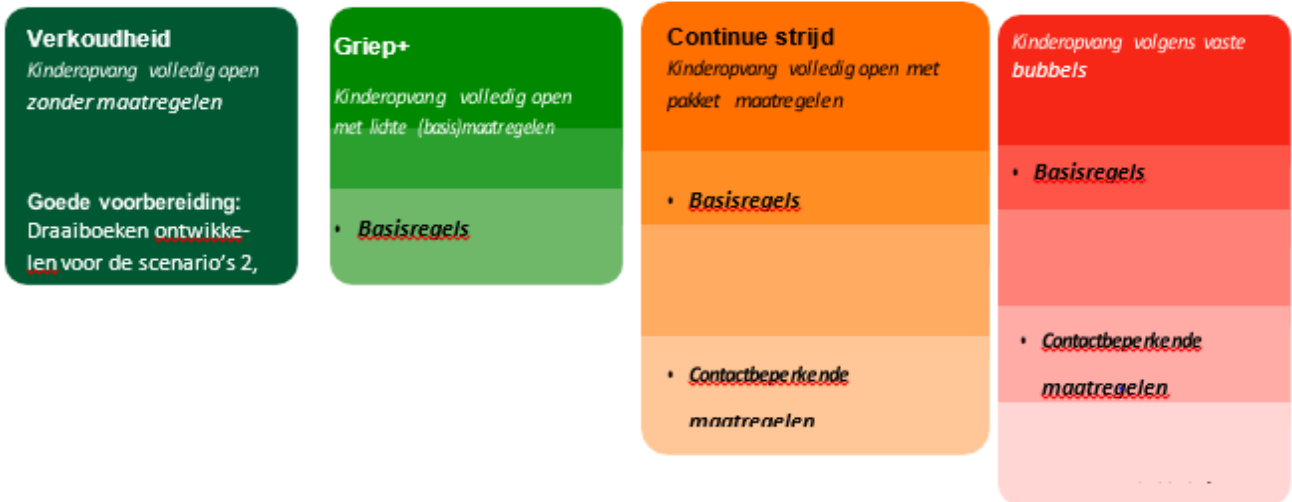 Verkoudheid
Kinderopvang volledig open
zonder maatregelen
Goede voorbereiding:
Draaiboeken ontwikke-
len voor de scenario's 2,
Griep+
Kinderopvang volledig open
met lichte (basis)maatregelen
• Basisregels
Continue strijd
Kinderopvang volledig open met
pakket maatregelen
• Basisregels
• Contactbeperkende
maatregelen
Kinderopvang volgens vaste
bubbels
• Basisregels
• Contactbeperkende
maatregelen